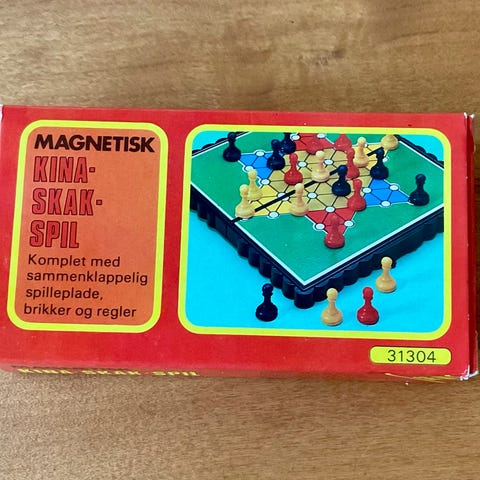 MAGNETISK
KINA-
SKAK-
SPIL
Komplet med
sammenklappelig
spilleplade,
brikker og regler
31304
KINA-SKAK-SPIL